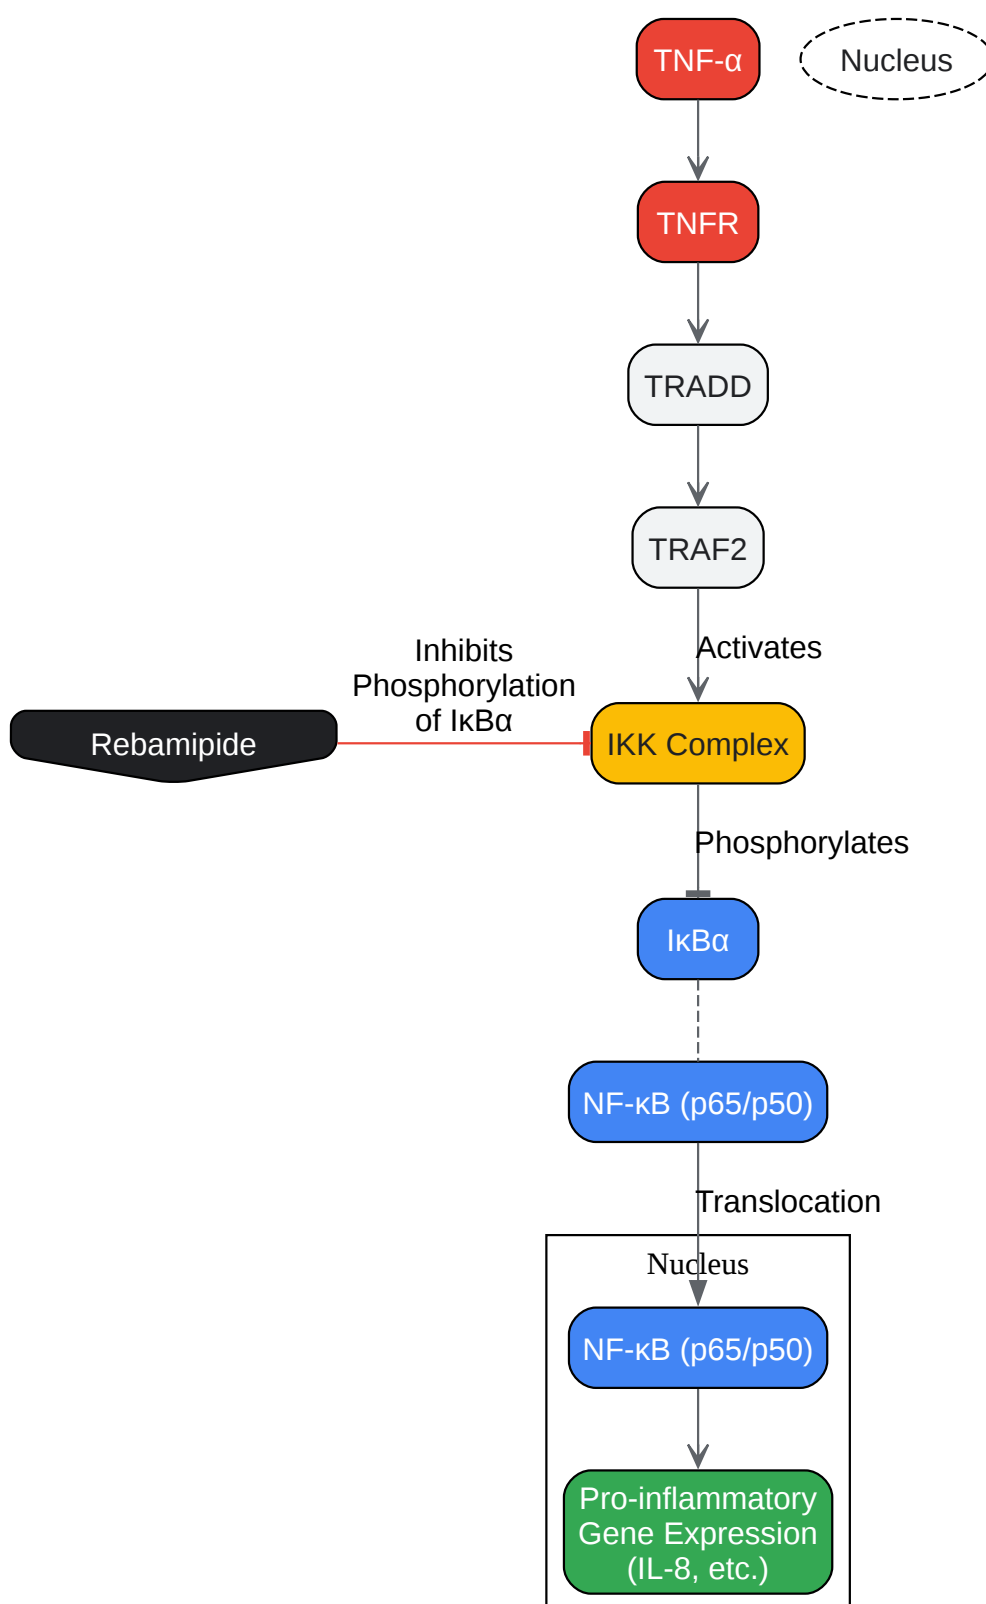 TNF-α
Nucleus
TNFR
TRADD
TRAF2
Activates
Inhibits
Phosphorylation
of IκBα
Rebamipide
IKK Complex
Phosphorylates
IκBα
NF-κB (p65/p50)
Translocation
Nucleus
NF-κB (p65/p50)
Pro-inflammatory
Gene Expression
(IL-8, etc.)